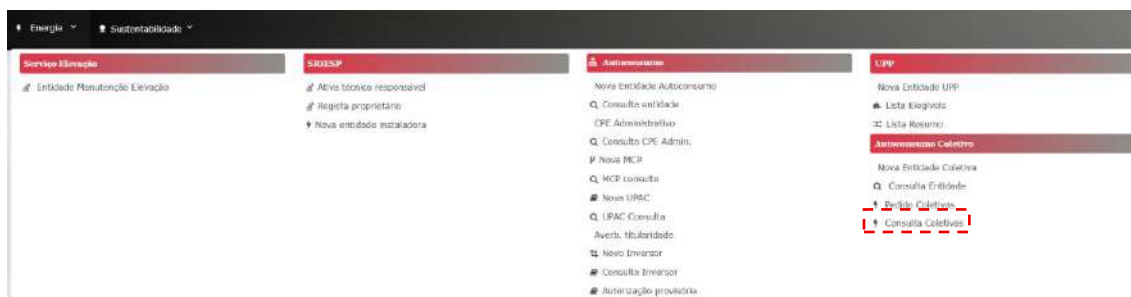 Energia
Sustentabilidade
Serviço Elevação
Entidade Manutenção Elevação
SRIESP
Ativa técnico responsável
Regista proprietário
Nova entidade instaladora
Autoconsumo
Nova Entidade Autoconsumo
Consulta entidade
CPE Administrativo
Consulta CPE Admin.
Nova MCP
MCP consulta
Nova UPAC
UPAC Consulta
Averb. titularidade
Novo Inversor
Consulta Inversor
Autorização provisória
UPP
Nova Entidade UPP
Lista Elegíveis
Lista Resumo
Autoconsumo Coletivo
Nova Entidade Coletiva
Consulta Entidade
Pedido Coletivos
Consulta Coletivos